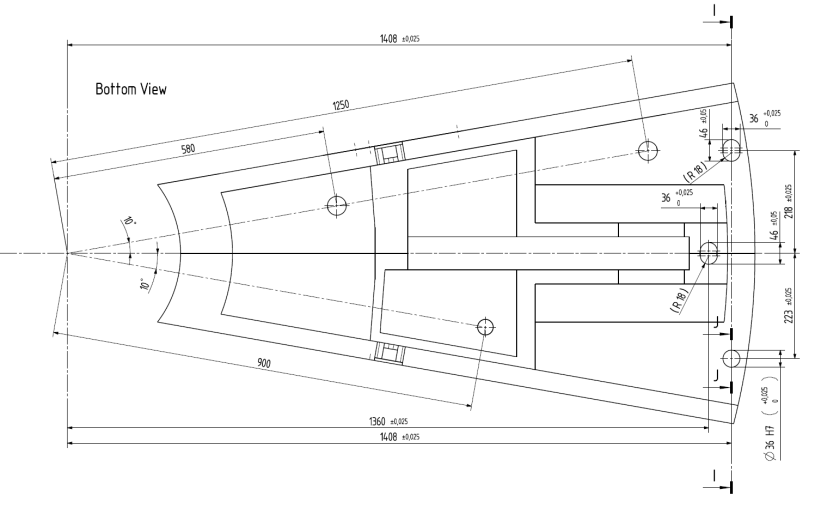 I
1408 ±0,025
Bottom View
1250
580
46 ±0,05
36 +0,025
0
(R 18)
36 +0,025
0
218 ±0,025
46 ±0,05
10°
10°
(R 18)
223 ±0,025
J
J
900
1360 ±0,025
1408 ±0,025
∅36 H7 ( +0,025
0 )
I